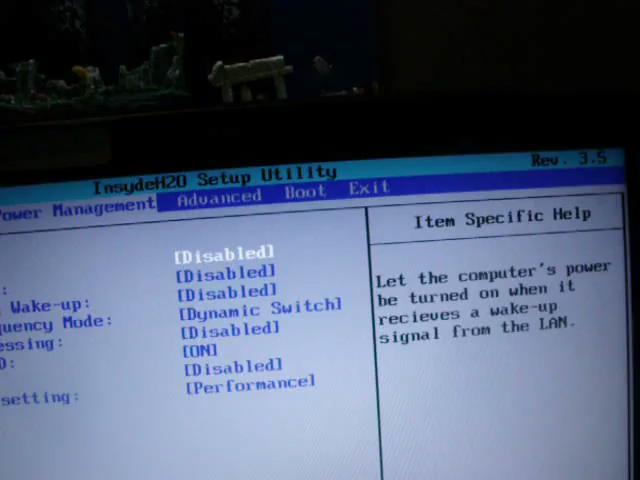 InsydeH20 Setup Utility Rev. 3.5
Power Management Advanced Boot Exit
Item Specific Help
[Disabled]
: [Disabled]
Wake-up: [Disabled]
quency Mode: [Dynamic Switch]
essing: [Disabled]
D: [ON]
[Disabled]
setting: [Performance]
Let the computer's power
be turned on when it
recieves a wake-up
signal from the LAN.